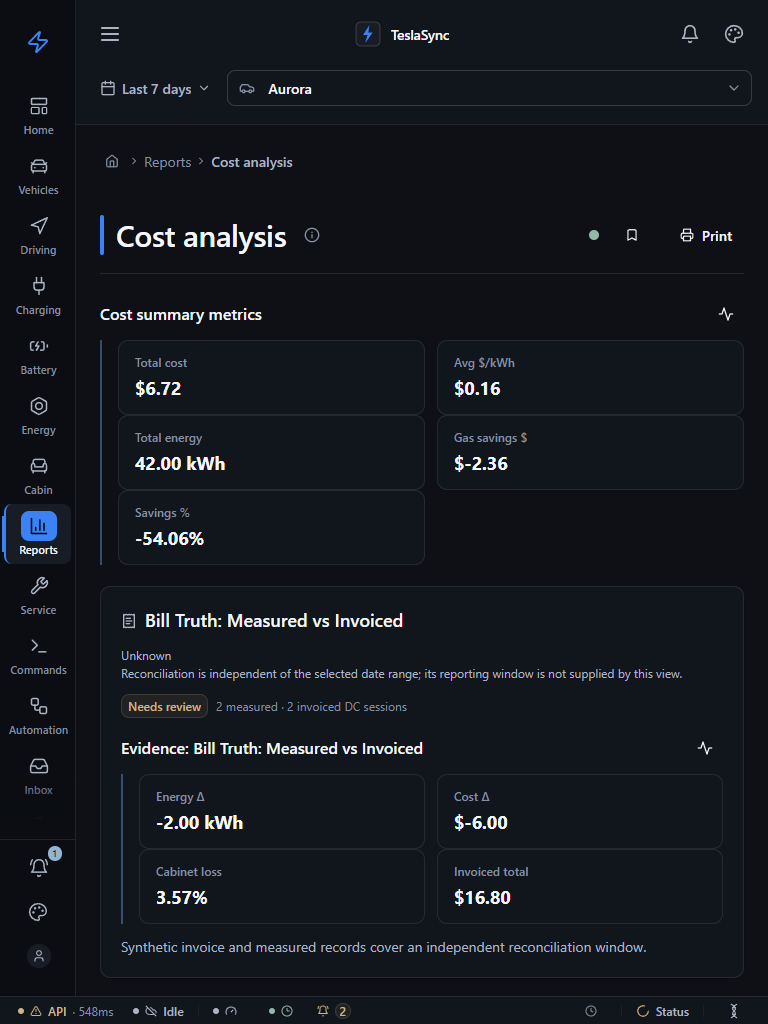 TeslaSync
Last 7 days
Aurora
Home
Vehicles
Driving
Charging
Battery
Energy
Cabin
Reports
Service
Commands
Automation
Inbox
1
Reports
Cost analysis
Cost analysis
Print
Cost summary metrics
Total cost
$6.72
Avg $/kWh
$0.16
Total energy
42.00 kWh
Gas savings $
$-2.36
Savings %
-54.06%
Bill Truth: Measured vs Invoiced
Unknown
Reconciliation is independent of the selected date range; its reporting window is not supplied by this view.
Needs review 2 measured · 2 invoiced DC sessions
Evidence: Bill Truth: Measured vs Invoiced
Energy Δ
-2.00 kWh
Cost Δ
$-6.00
Cabinet loss
3.57%
Invoiced total
$16.80
Synthetic invoice and measured records cover an independent reconciliation window.
API · 548ms Idle 2 Status